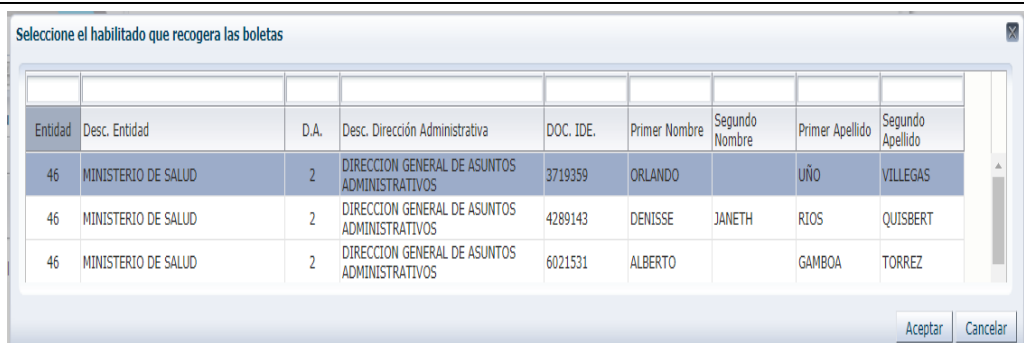 Seleccione el habilitado que recogera las boletas
Entidad Desc. Entidad D.A. Desc. Dirección Administrativa DOC. IDE. Primer Nombre Segundo Nombre Primer Apellido Segundo Apellido
46 MINISTERIO DE SALUD 2 DIRECCION GENERAL DE ASUNTOS ADMINISTRATIVOS 3719359 ORLANDO UÑO VILLEGAS
46 MINISTERIO DE SALUD 2 DIRECCION GENERAL DE ASUNTOS ADMINISTRATIVOS 4289143 DENISSE JANETH RIOS QUISBERT
46 MINISTERIO DE SALUD 2 DIRECCION GENERAL DE ASUNTOS ADMINISTRATIVOS 6021531 ALBERTO GAMBOA TORREZ
Aceptar Cancelar